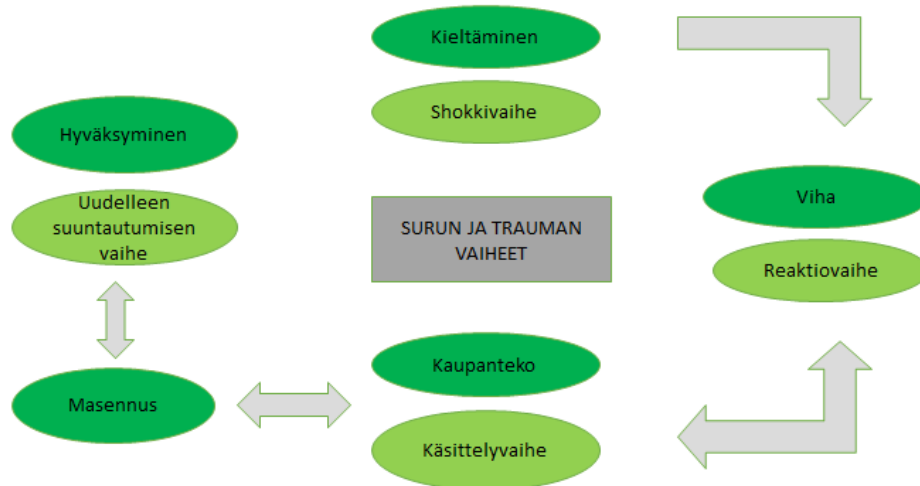 Kieltäminen
Shokkivaihe
Hyväksyminen
Uudelleen
suuntautumisen
vaihe
SURUN JA TRAUMAN
VAIHEET
Viha
Reaktiovaihe
Kaupanteko
Masennus
Käsittelyvaihe